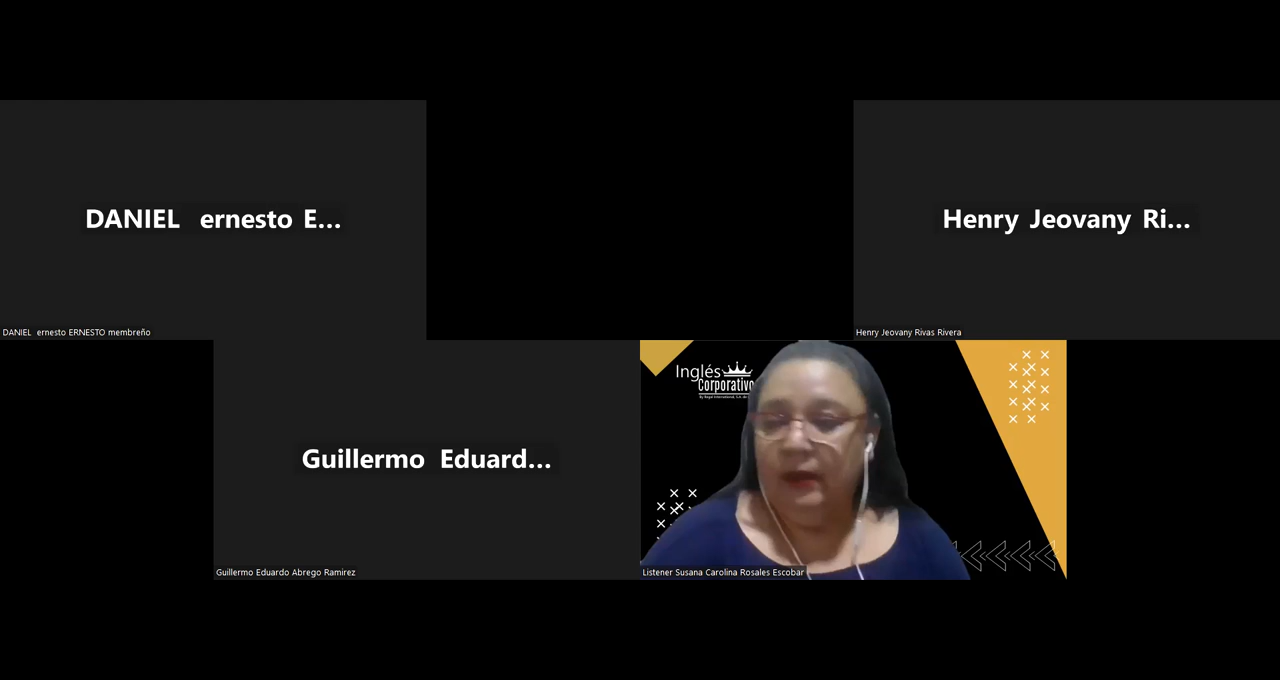 DANIEL ernesto E...
DANIEL ernesto ERNESTO membreño
Henry Jeovany Ri...
Henry Jeovany Rivas Rivera
Guillermo Eduard...
Guillermo Eduardo Abrego Ramirez
Inglés
Corporativo
Listener Susana Carolina Rosales Escobar